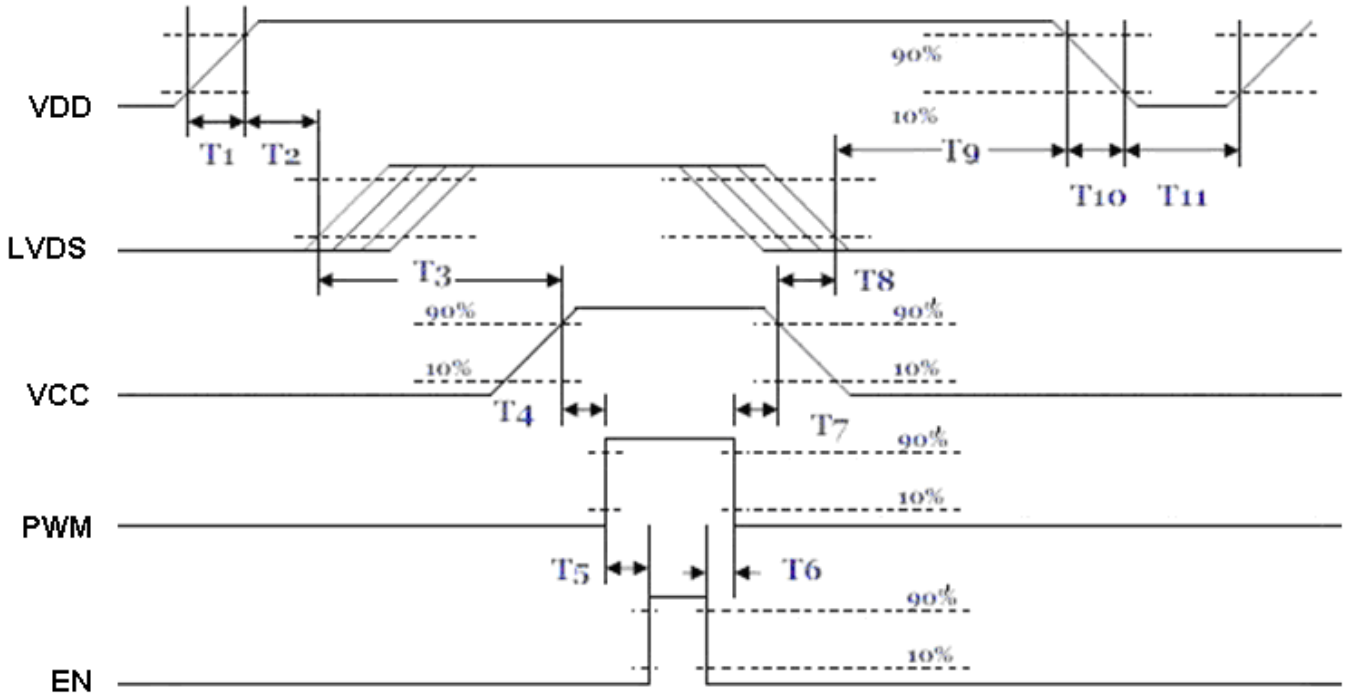 90%
VDD
10%
T1 T2
T9
T10 T11
LVDS
T3
T8
90% 90%
10% 10%
VCC
T4
T7
90%
10%
PWM
T5 T6
90%
10%
EN